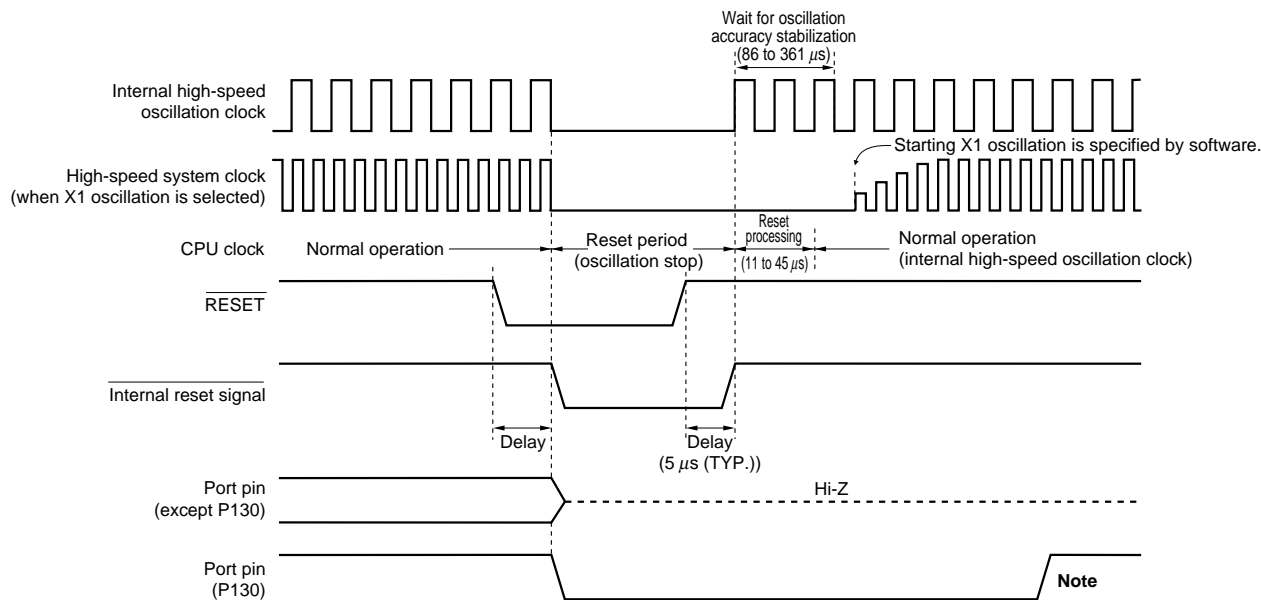 Wait for oscillation
accuracy stabilization
(86 to 361 μs)
Internal high-speed
oscillation clock
Starting X1 oscillation is specified by software.
High-speed system clock
(when X1 oscillation is selected)
CPU clock
Normal operation
Reset period
(oscillation stop)
Reset
processing
(11 to 45 μs)
Normal operation
(internal high-speed oscillation clock)
RESET
Internal reset signal
Delay
Delay
(5 μs (TYP.))
Port pin
(except P130)
Hi-Z
Port pin
(P130)
Note